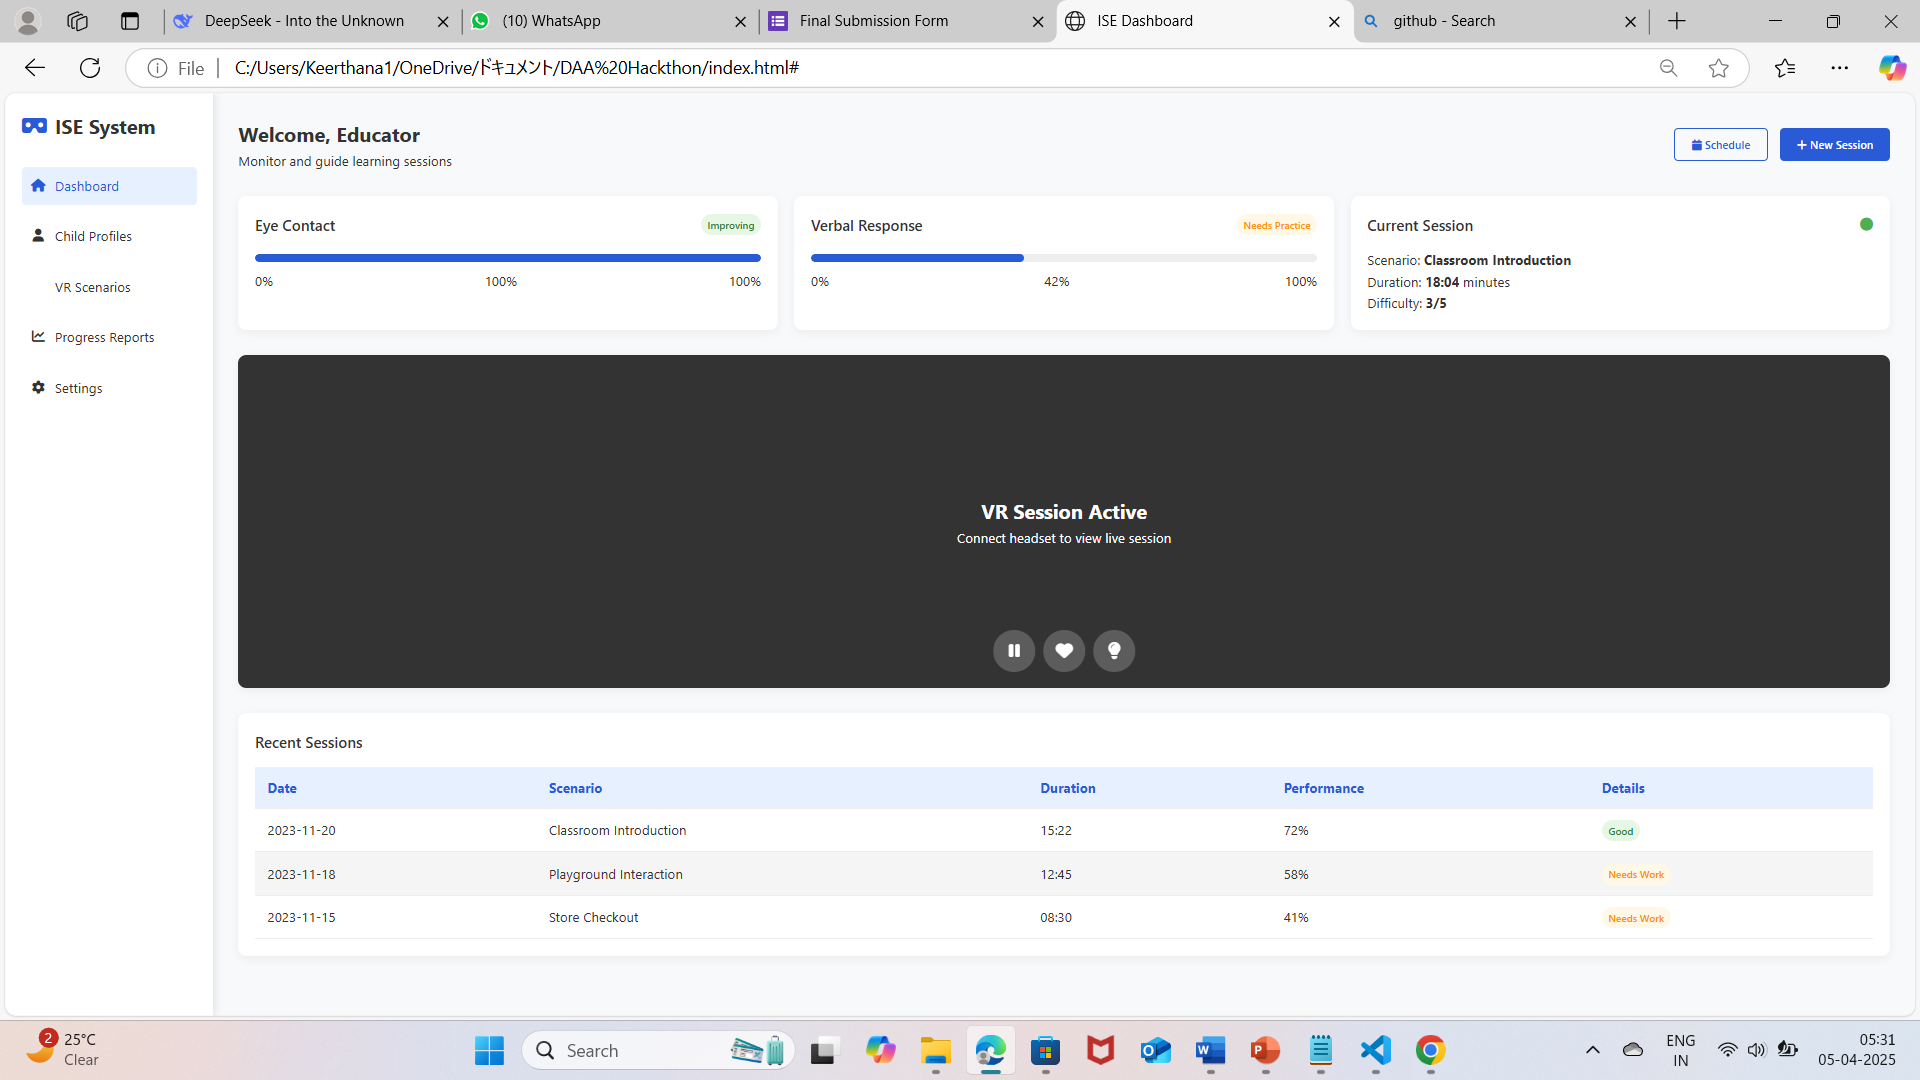 DeepSeek - Into the Unknown
(10) WhatsApp
Final Submission Form
ISE Dashboard
github - Search
File
C:/Users/Keerthana1/OneDrive/ドキュメント/DAA%20Hackthon/index.html#
ISE System
Dashboard
Child Profiles
VR Scenarios
Progress Reports
Settings
Welcome, Educator
Monitor and guide learning sessions
Schedule
New Session
Eye Contact
Improving
0% 100% 100%
Verbal Response
Needs Practice
0% 42% 100%
Current Session
Scenario: Classroom Introduction
Duration: 18:04 minutes
Difficulty: 3/5
VR Session Active
Connect headset to view live session
Recent Sessions
Date Scenario Duration Performance Details
2023-11-20 Classroom Introduction 15:22 72% Good
2023-11-18 Playground Interaction 12:45 58% Needs Work
2023-11-15 Store Checkout 08:30 41% Needs Work
2
25°C
Clear
Search
ENG
IN
05:31
05-04-2025